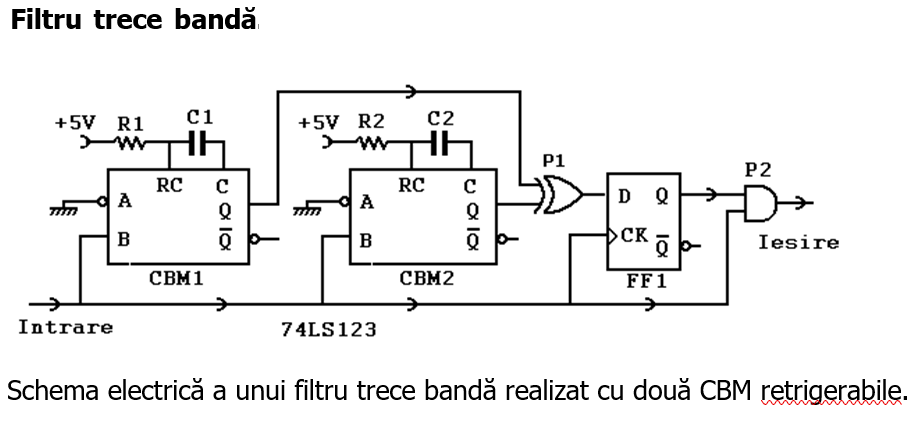 Filtru trece bandă.
+5V R1 C1 +5V R2 C2
P1
P2
RC C RC C
A Q A Q D Q
B Q̅ B Q̅ CK Q̅
Iesire
CBM1 CBM2 FF1
Intrare 74LS123
Schema electrică a unui filtru trece bandă realizat cu două CBM retrigerabile.